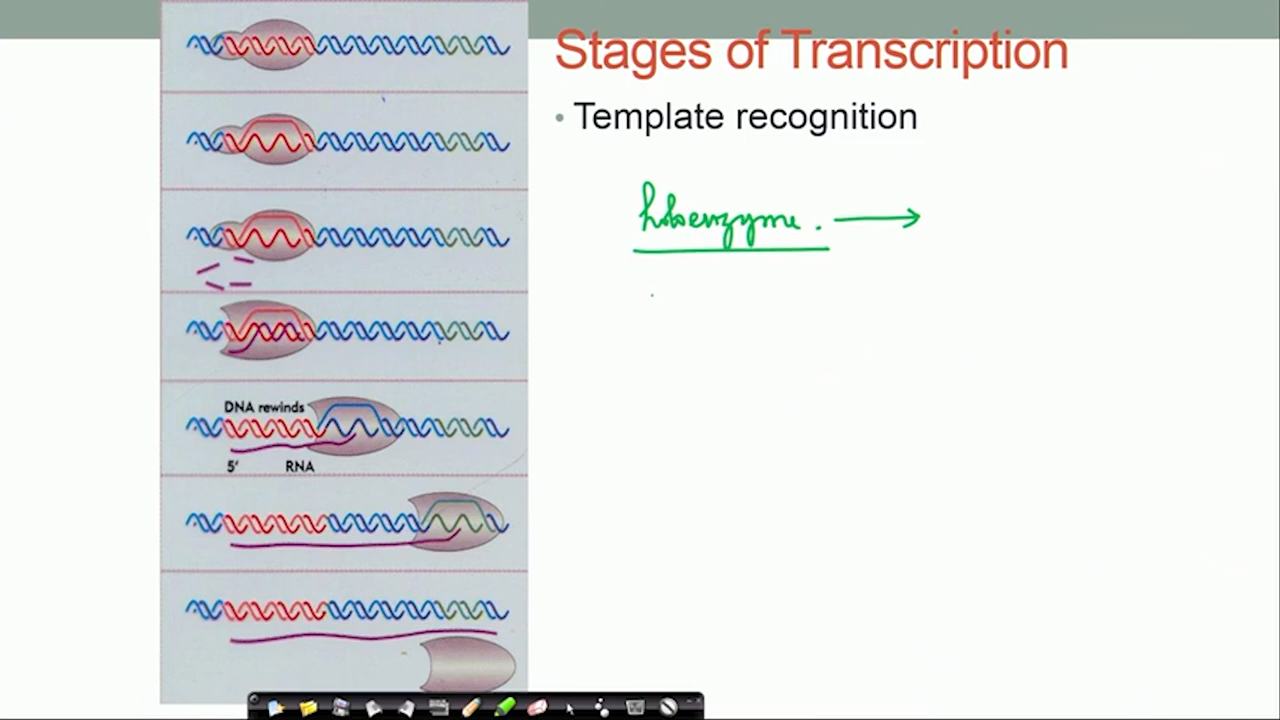 Stages of Transcription
• Template recognition
holoenzyme. →
DNA rewinds
5' RNA